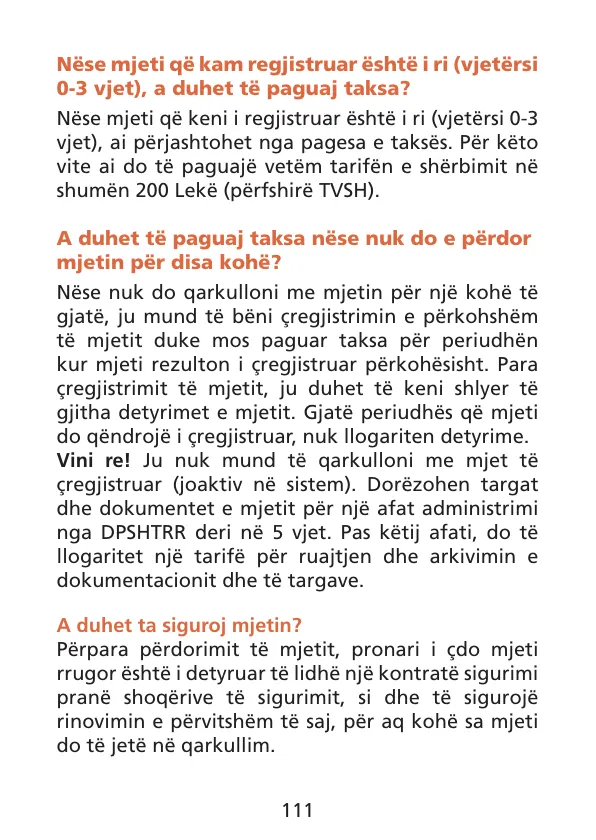 Nëse mjeti që kam regjistruar është i ri (vjetërsi
0-3 vjet), a duhet të paguaj taksa?
Nëse mjeti që keni i regjistruar është i ri (vjetërsi 0-3
vjet), ai përjashtohet nga pagesa e taksës. Për këto
vite ai do të paguajë vetëm tarifën e shërbimit në
shumën 200 Lekë (përfshirë TVSH).
A duhet të paguaj taksa nëse nuk do e përdor
mjetin për disa kohë?
Nëse nuk do qarkulloni me mjetin për një kohë të
gjatë, ju mund të bëni çregjistrimin e përkohshëm
të mjetit duke mos paguar taksa për periudhën
kur mjeti rezulton i çregjistruar përkohësisht. Para
çregjistrimit të mjetit, ju duhet të keni shlyer të
gjitha detyrimet e mjetit. Gjatë periudhës që mjeti
do qëndrojë i çregjistruar, nuk llogariten detyrime.
Vini re! Ju nuk mund të qarkulloni me mjet të
çregjistruar (joaktiv në sistem). Dorëzohen targat
dhe dokumentet e mjetit për një afat administrimi
nga DPSHTRR deri në 5 vjet. Pas këtij afati, do të
llogaritet një tarifë për ruajtjen dhe arkivimin e
dokumentacionit dhe të targave.
A duhet ta siguroj mjetin?
Përpara përdorimit të mjetit, pronari i çdo mjeti
rrugor është i detyruar të lidhë një kontratë sigurimi
pranë shoqërive të sigurimit, si dhe të sigurojë
rinovimin e përvitshëm të saj, për aq kohë sa mjeti
do të jetë në qarkullim.
111